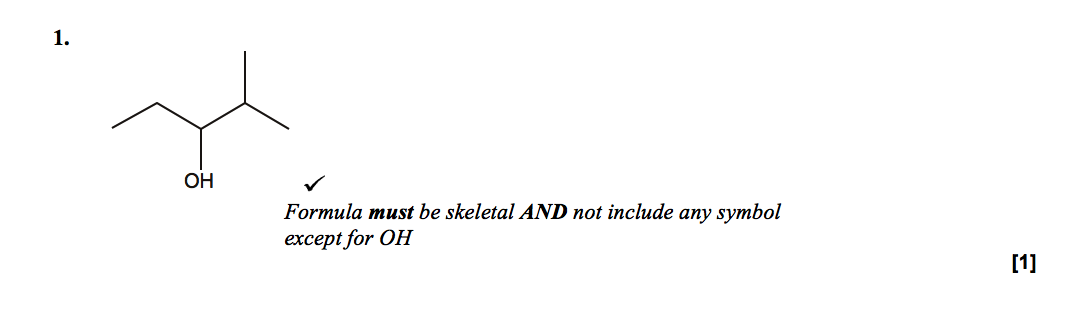 1.
OH
✓
Formula must be skeletal AND not include any symbol
except for OH
[1]